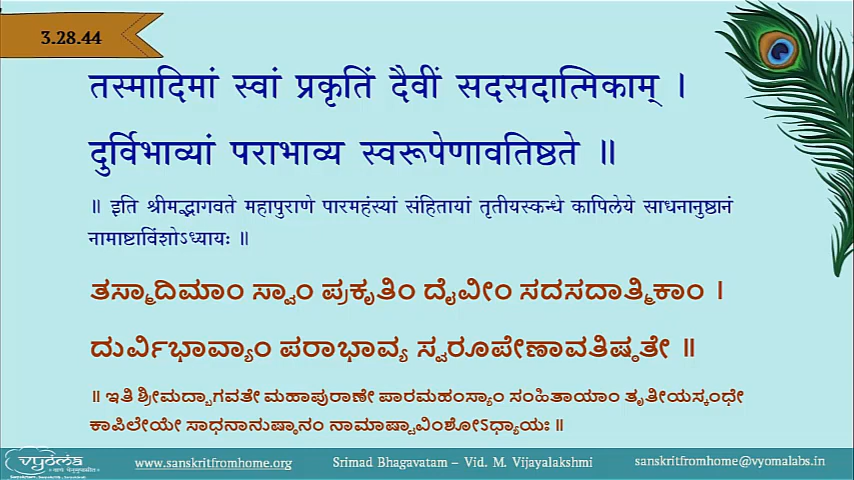 3.28.44
तस्मादिमां स्वां प्रकृतिं दैवीं सदसदात्मिकाम् ।
दुर्विभाव्यां पराभाव्य स्वरूपेणावतिष्ठते ॥
॥ इति श्रीमद्भागवते महापुराणे पारमहंस्यां संहितायां तृतीयस्कन्धे कापिलेये साधनानुष्ठानं
नामाष्टाविंशोऽध्यायः ॥
ತಸ್ಮಾದಿಮಾಂ ಸ್ವಾಂ ಪ್ರಕೃತಿಂ ದೈವೀಂ ಸದಸದಾತ್ಮಿಕಾಂ ।
ದುರ್ವಿಭಾವ್ಯಾಂ ಪರಾಭಾವ್ಯ ಸ್ವರೂಪೇಣಾವತಿಷ್ಠತೇ ॥
॥ ಇತಿ ಶ್ರೀಮದ್ಭಾಗವತೇ ಮಹಾಪುರಾಣೇ ಪಾರಮಹಂಸ್ಯಾಂ ಸಂಹಿತಾಯಾಂ ತೃತೀಯಸ್ಕಂಧೇ
ಕಾಪಿಲೇಯೇ ಸಾಧನಾನುಷ್ಠಾನಂ ನಾಮಾಷ್ಟಾವಿಂಶೋಽಧ್ಯಾಯಃ ॥
vyoma
www.sanskritfromhome.org Srimad Bhagavatam – Vid. M. Vijayalakshmi sanskritfromhome@vyomalabs.in